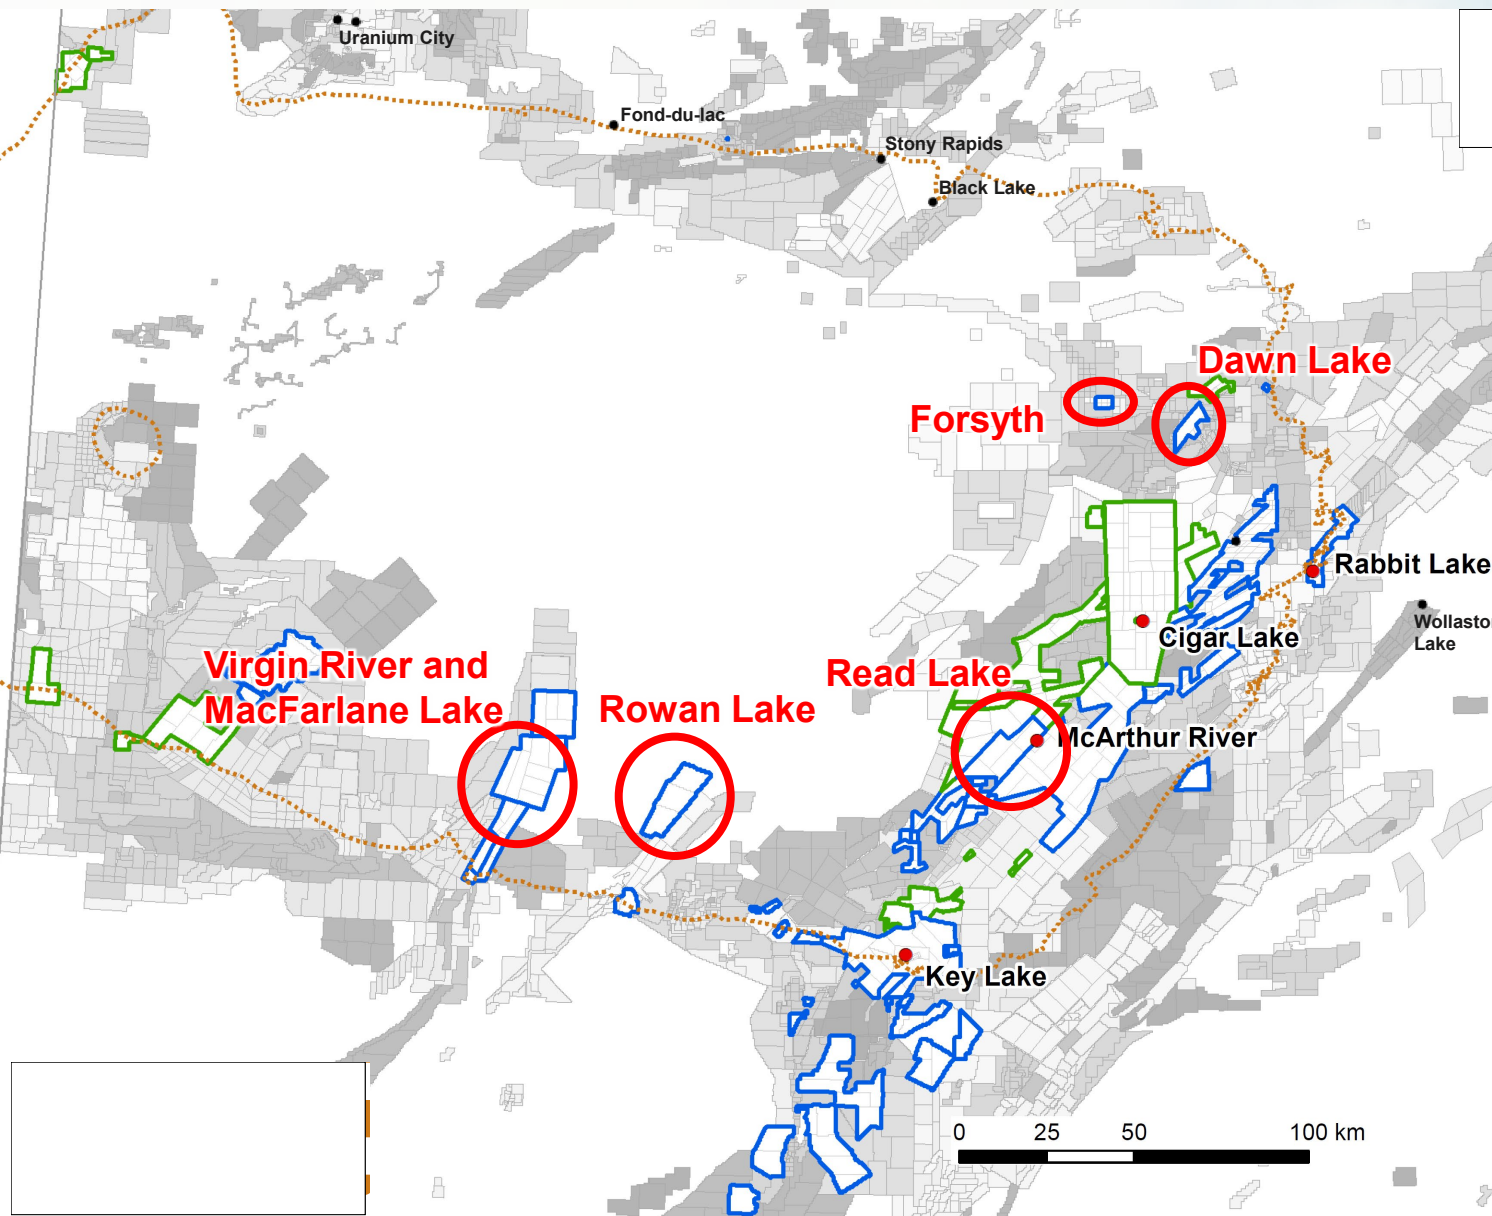 Uranium City
Fond-du-lac
Stony Rapids
Black Lake
Dawn Lake
Forsyth
Rabbit Lake
Wollaston
Lake
Cigar Lake
Virgin River and
MacFarlane Lake
Rowan Lake
Read Lake
McArthur River
Key Lake
0 25 50 100 km